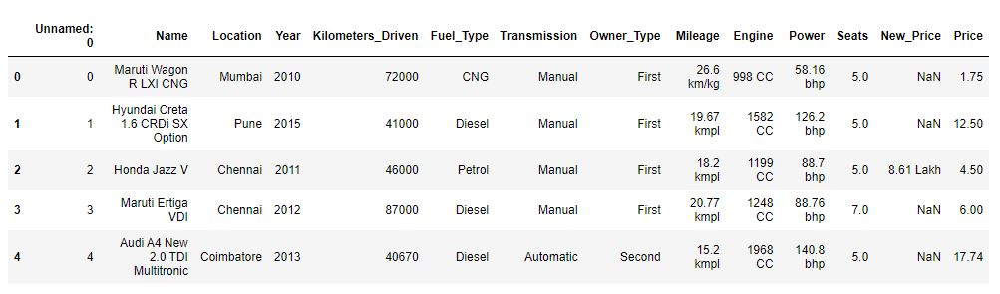 Unnamed: 0 Name Location Year Kilometers_Driven Fuel_Type Transmission Owner_Type Mileage Engine Power Seats New_Price Price
0 0 Maruti Wagon R LXI CNG Mumbai 2010 72000 CNG Manual First 26.6 km/kg 998 CC 58.16 bhp 5.0 NaN 1.75
1 1 Hyundai Creta 1.6 CRDi SX Option Pune 2015 41000 Diesel Manual First 19.67 kmpl 1582 CC 126.2 bhp 5.0 NaN 12.50
2 2 Honda Jazz V Chennai 2011 46000 Petrol Manual First 18.2 kmpl 1199 CC 88.7 bhp 5.0 8.61 Lakh 4.50
3 3 Maruti Ertiga VDI Chennai 2012 87000 Diesel Manual First 20.77 kmpl 1248 CC 88.76 bhp 7.0 NaN 6.00
4 4 Audi A4 New 2.0 TDI Multitronic Coimbatore 2013 40670 Diesel Automatic Second 15.2 kmpl 1968 CC 140.8 bhp 5.0 NaN 17.74